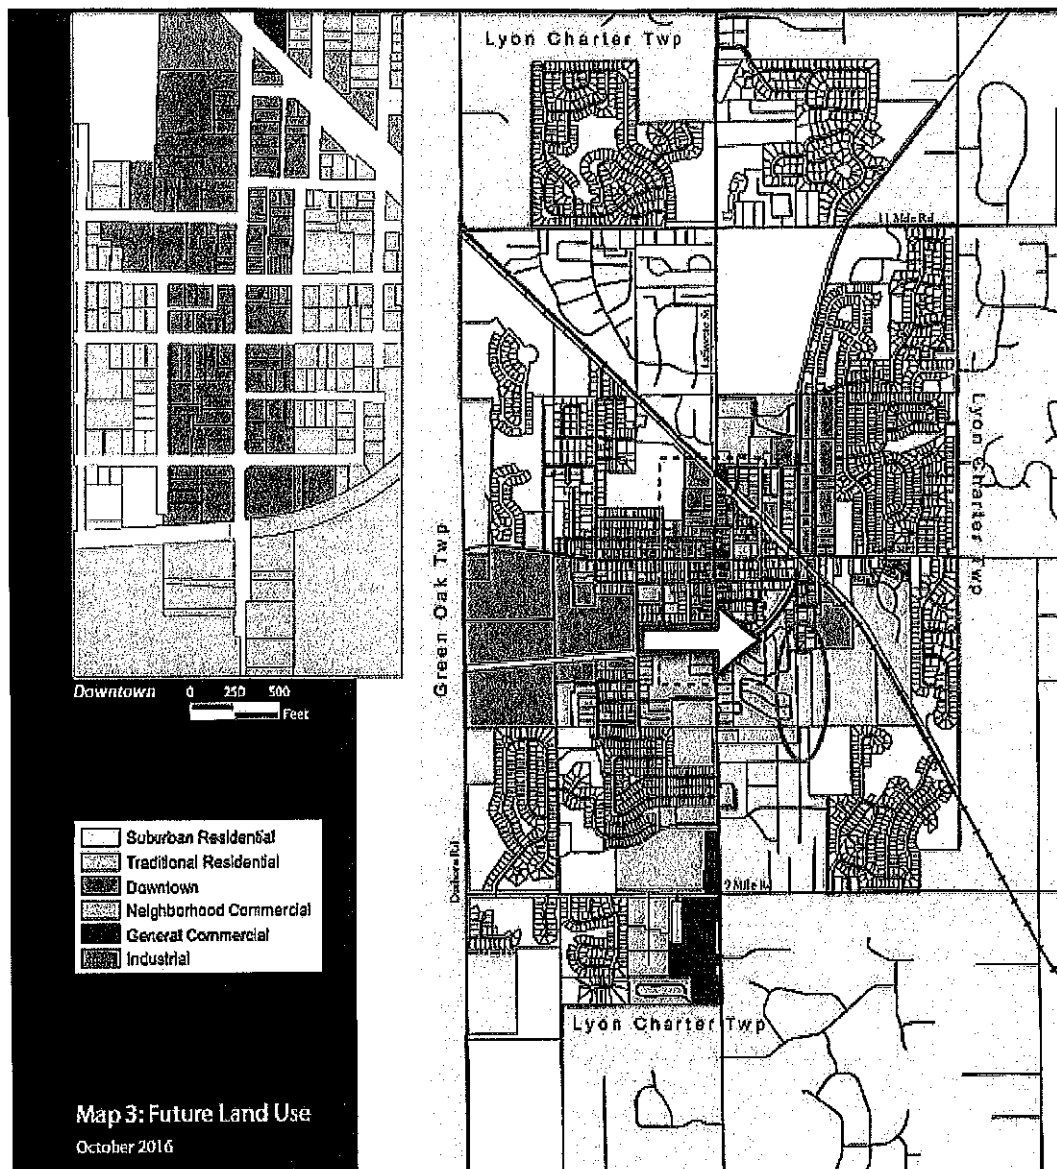 Lyon Charter Twp
11 Mile Rd
Lafayette St
Lyon Charter Twp
Green Oak Twp
Downtown
0 250 500
Feet
Suburban Residential
Traditional Residential
Downtown
Neighborhood Commercial
General Commercial
Industrial
9 Mile Rd
Lyon Charter Twp
Map 3: Future Land Use
October 2016